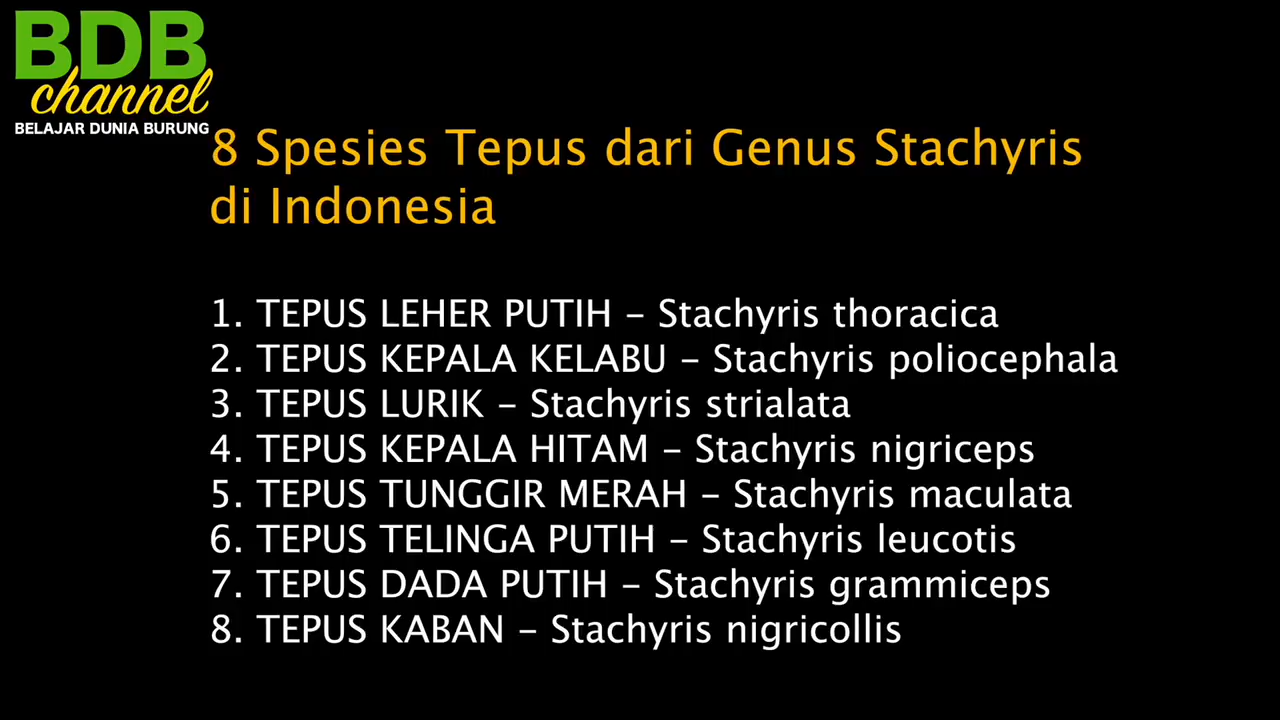 BDB
channel
BELAJAR DUNIA BURUNG
8 Spesies Tepus dari Genus Stachyris
di Indonesia
1. TEPUS LEHER PUTIH – Stachyris thoracica
2. TEPUS KEPALA KELABU – Stachyris poliocephala
3. TEPUS LURIK – Stachyris strialata
4. TEPUS KEPALA HITAM – Stachyris nigriceps
5. TEPUS TUNGGIR MERAH – Stachyris maculata
6. TEPUS TELINGA PUTIH – Stachyris leucotis
7. TEPUS DADA PUTIH – Stachyris grammiceps
8. TEPUS KABAN – Stachyris nigricollis